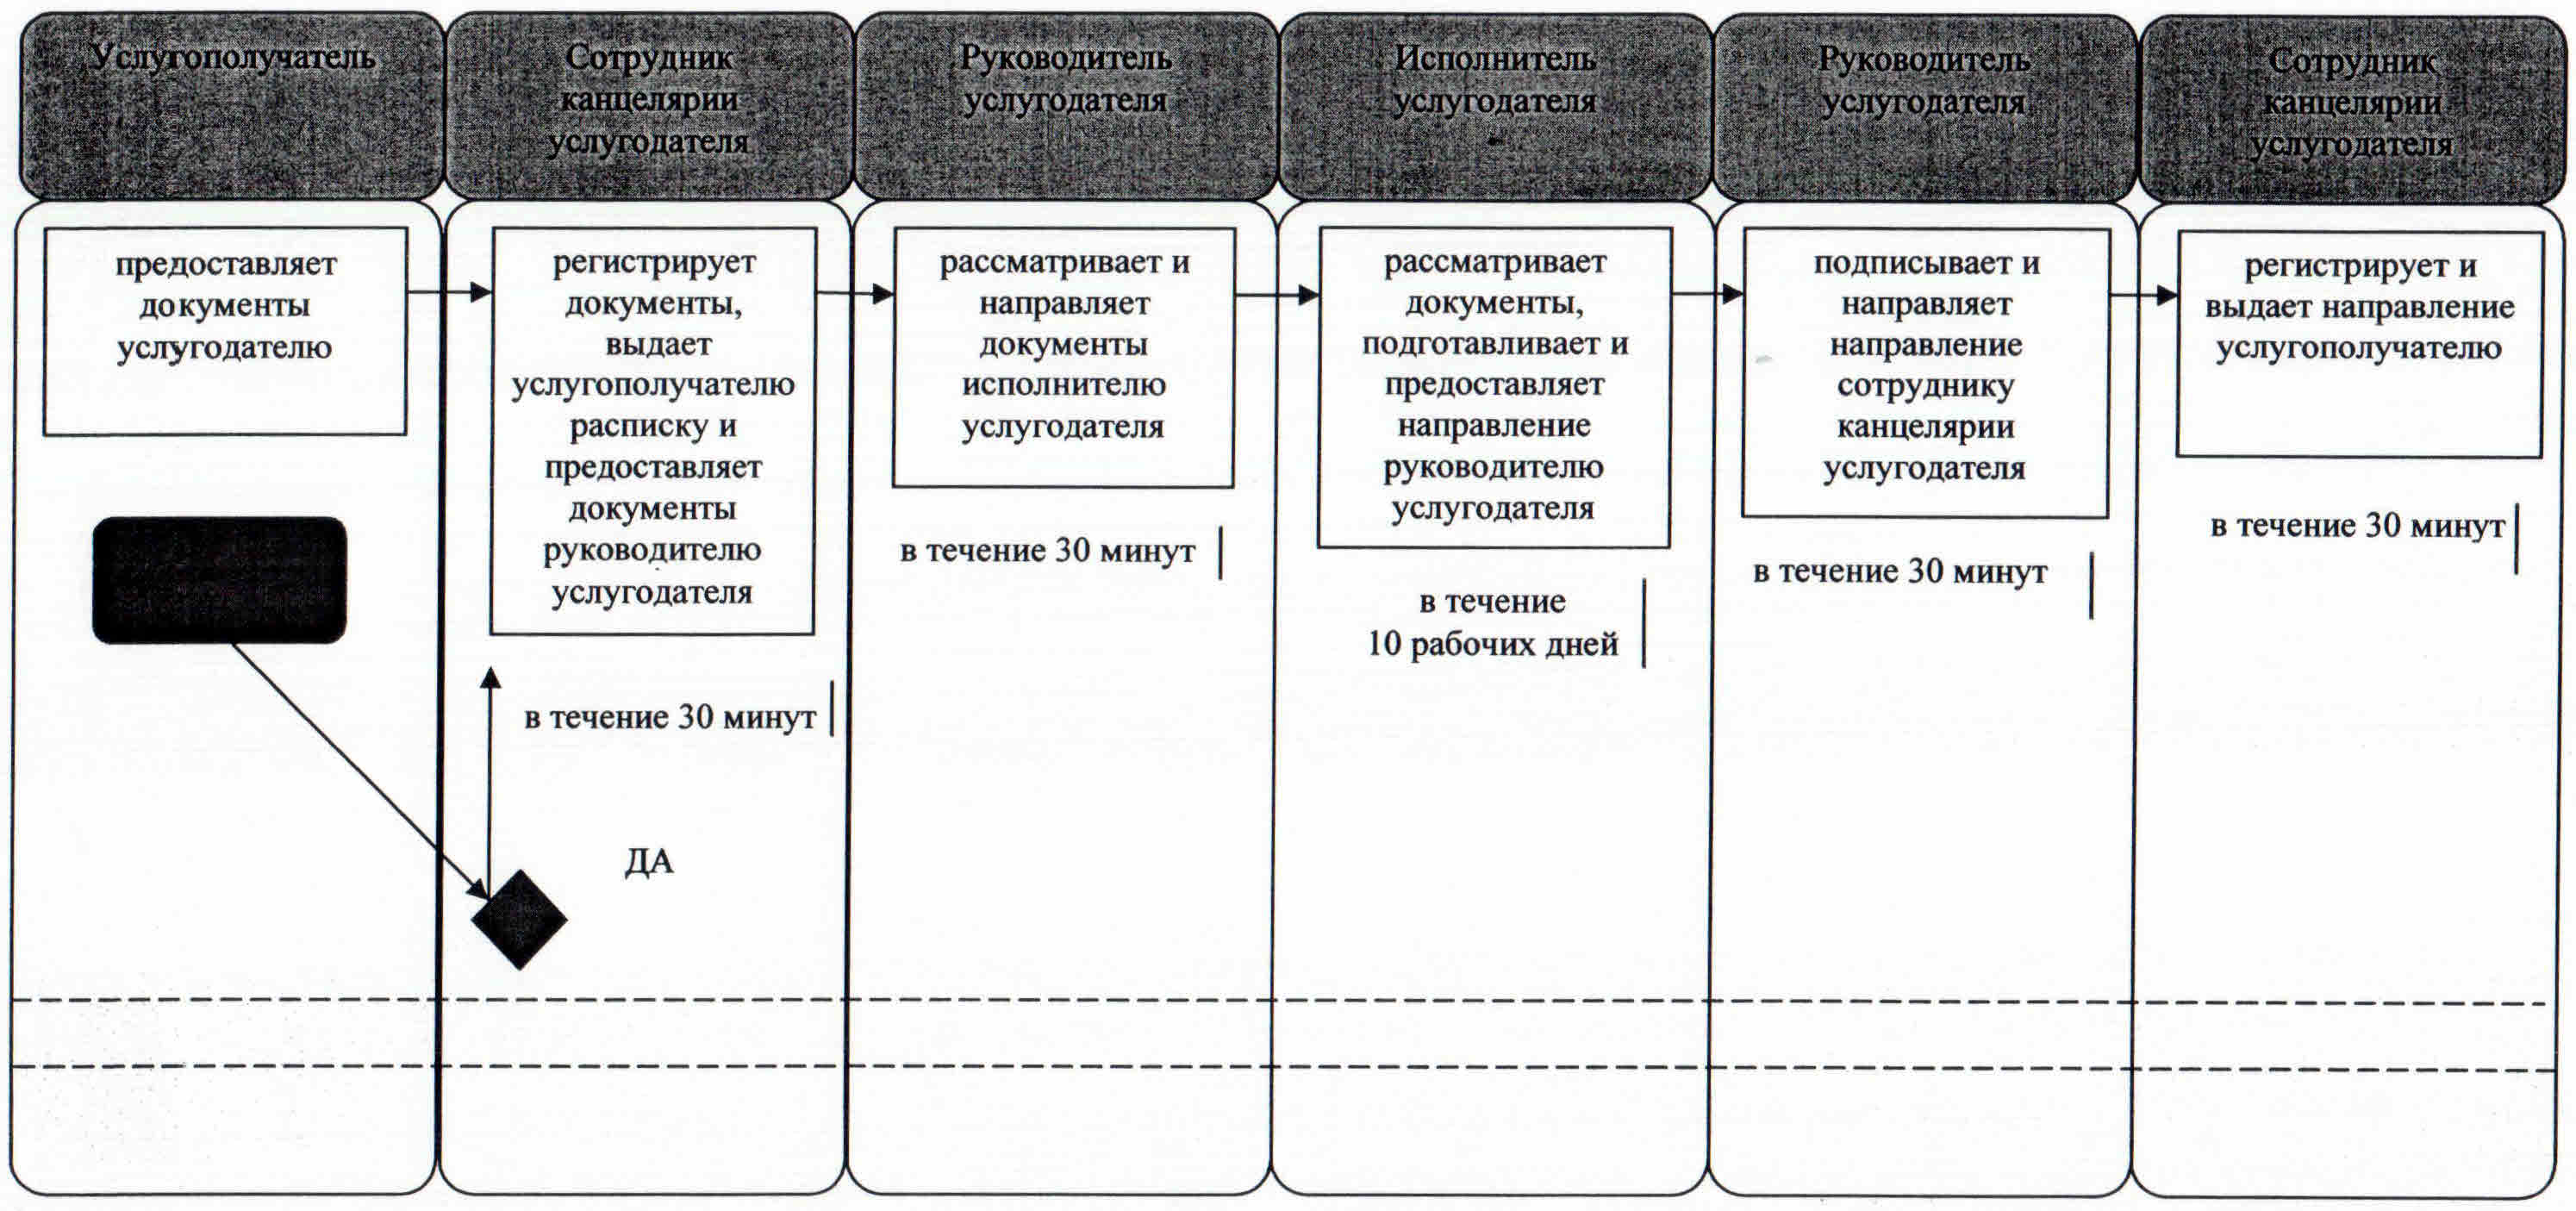 Услугополучатель
Сотрудник
канцелярии
услугодателя
Руководитель
услугодателя
Исполнитель
услугодателя
Руководитель
услугодателя
Сотрудник
канцелярии
услугодателя
предоставляет
документы
услугодателю
регистрирует
документы,
выдает
услугополучателю
расписку и
предоставляет
документы
руководителю
услугодателя
в течение 30 минут
ДА
рассматривает и
направляет
документы
исполнителю
услугодателя
в течение 30 минут
рассматривает
документы,
подготавливает и
предоставляет
направление
руководителю
услугодателя
в течение
10 рабочих дней
подписывает и
направляет
направление
сотруднику
канцелярии
услугодателя
в течение 30 минут
регистрирует и
выдает направление
услугополучателю
в течение 30 минут